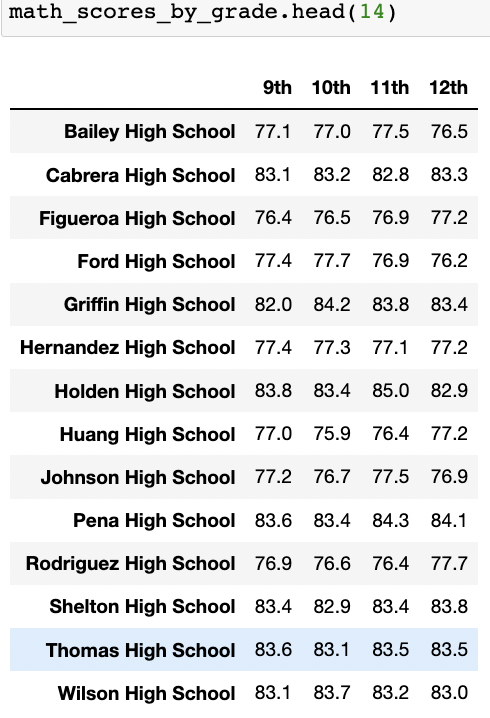 math_scores_by_grade.head(14)
9th 10th 11th 12th
Bailey High School 77.1 77.0 77.5 76.5
Cabrera High School 83.1 83.2 82.8 83.3
Figueroa High School 76.4 76.5 76.9 77.2
Ford High School 77.4 77.7 76.9 76.2
Griffin High School 82.0 84.2 83.8 83.4
Hernandez High School 77.4 77.3 77.1 77.2
Holden High School 83.8 83.4 85.0 82.9
Huang High School 77.0 75.9 76.4 77.2
Johnson High School 77.2 76.7 77.5 76.9
Pena High School 83.6 83.4 84.3 84.1
Rodriguez High School 76.9 76.6 76.4 77.7
Shelton High School 83.4 82.9 83.4 83.8
Thomas High School 83.6 83.1 83.5 83.5
Wilson High School 83.1 83.7 83.2 83.0